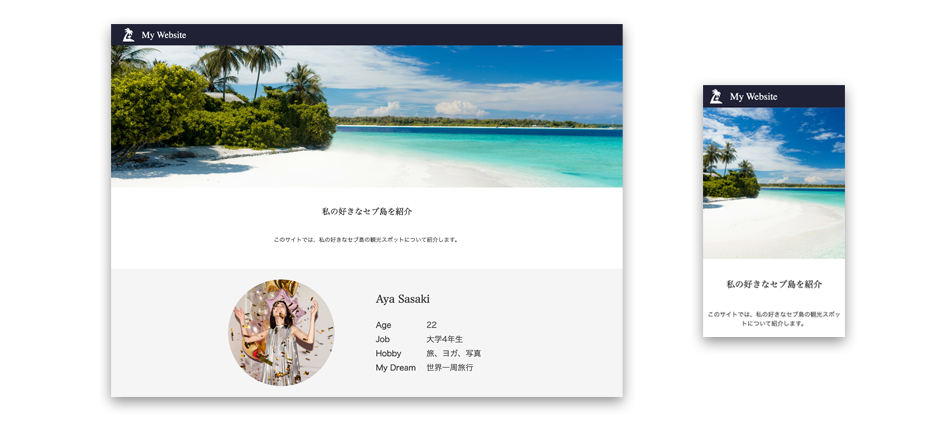 My Website
私の好きなセブ島を紹介
このサイトでは、私の好きなセブ島の観光スポットについて紹介します。
Aya Sasaki
Age 22
Job 大学4年生
Hobby 旅、ヨガ、写真
My Dream 世界一周旅行
My Website
私の好きなセブ島を紹介
このサイトでは、私の好きなセブ島の観光スポッ
トについて紹介します。